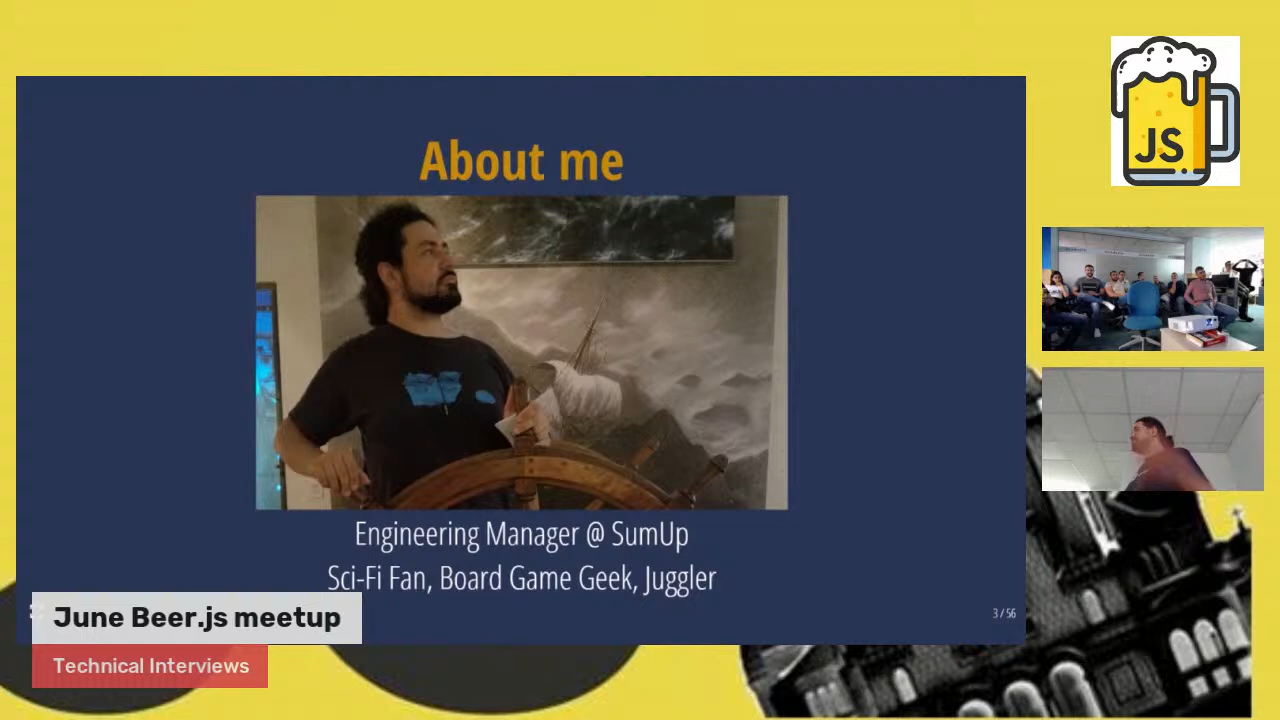 About me
Engineering Manager @ SumUp
Sci-Fi Fan, Board Game Geek, Juggler
3 / 56
June Beer.js meetup
Technical Interviews
JS